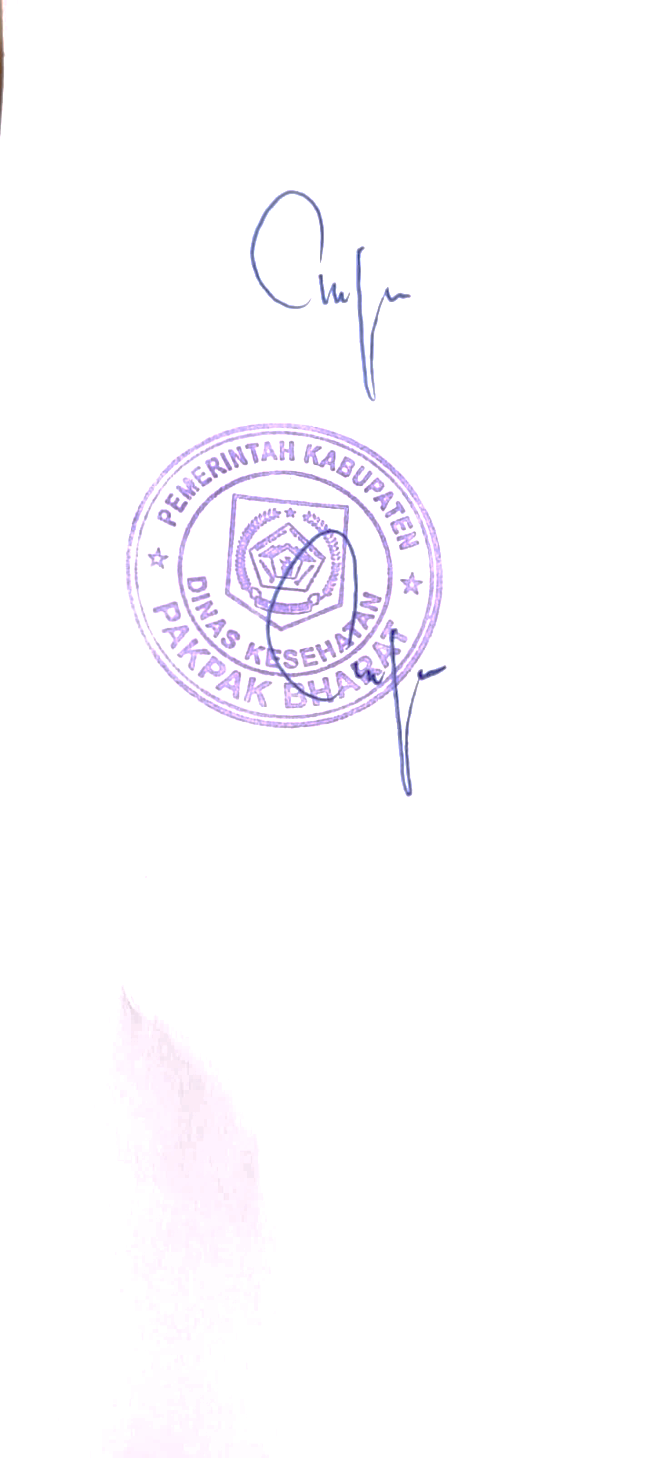 PEMERINTAH KABUPATEN
DINAS KESEHATAN
PAKPAK BHARAT